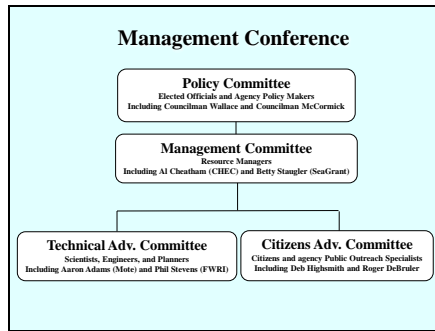 Management Conference
Policy Committee
Elected Officials and Agency Policy Makers
Including Councilman Wallace and Councilman McCormick
Management Committee
Resource Managers
Including Al Cheatham (CHEC) and Betty Staugler (SeaGrant)
Technical Adv. Committee
Scientists, Engineers, and Planners
Including Aaron Adams (Mote) and Phil Stevens (FWRI)
Citizens Adv. Committee
Citizens and agency Public Outreach Specialists
Including Deb Highsmith and Roger DeBruler